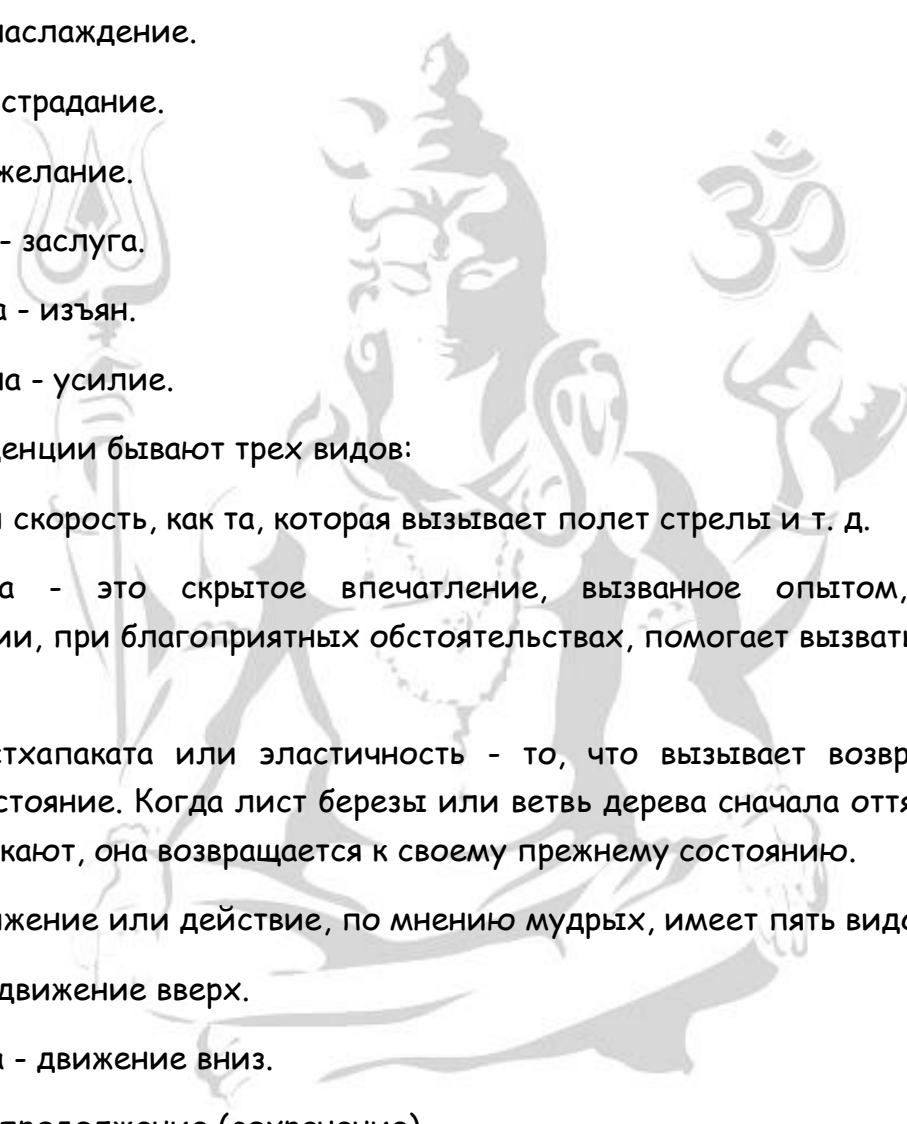 наслаждение.
страдание.
желание.
- заслуга.
а - изъян.
на - усилие.
денции бывают трех видов:
и скорость, как та, которая вызывает полет стрелы и т. д.
а - это скрытое впечатление, вызванное опытом,
ии, при благоприятных обстоятельствах, помогает вызвать
стхапаката или эластичность - то, что вызывает возвр
стояние. Когда лист березы или ветвь дерева сначала оття
кают, она возвращается к своему прежнему состоянию.
ижение или действие, по мнению мудрых, имеет пять видо
движение вверх.
а - движение вниз.
продолжение (сохранение)
ॐ